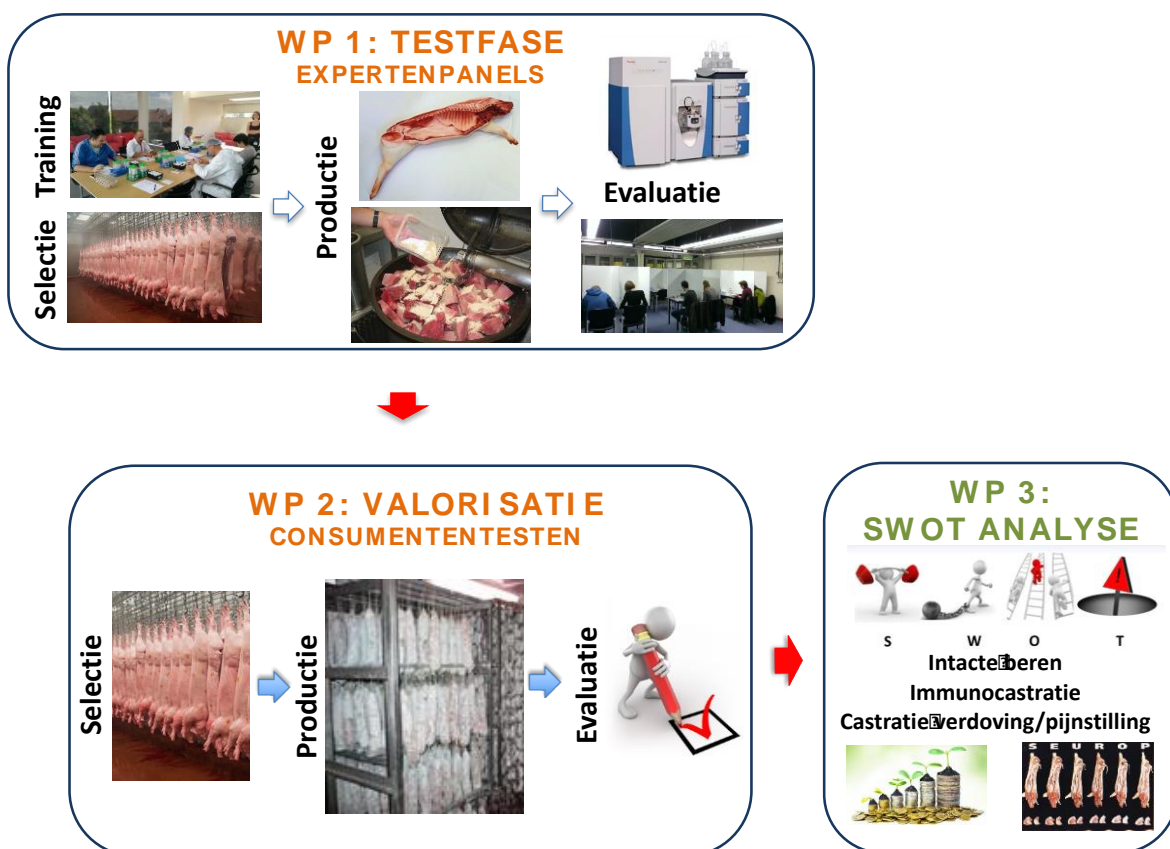 WP 1: TESTFASE
EXPERTENPANELS
Training
Selectie
Productie
Evaluatie
WP 2: VALORISATIE
CONSUMENTENTESTEN
Selectie
Productie
Evaluatie
WP 3:
SWOT ANALYSE
S W O T
Intacte beren
Immunocastratie
Castratie verdoving/pijnstilling
S E U R O P